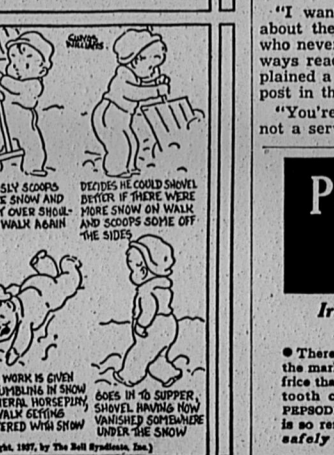 GLUYAS
WILLIAMS
SLY SCOOPS
E SNOW AND
Y OVER SHOUL-
WALK AGAIN
DECIDES HE COULD SHOVEL
BETTER IF THERE WERE
MORE SNOW ON WALK
AND SCOOPS SOME OFF
THE SIDES
WORK IS GIVEN
UMBLING IN SNOW
NERAL HORSEPLAY,
WALK GETTING
ERED WITH SNOW
GOES IN TO SUPPER,
SHOVEL HAVING NOW
VANISHED SOMEWHERE
UNDER THE SNOW
ght, 1937, by The Bell Syndicate, Inc.)
"I wan
about the
who neve
ways rea
plained a
post in th
"You're
not a ser
P
Ir
● Ther
the mar
frice tha
tooth c
PEPSOD
is so re
safely